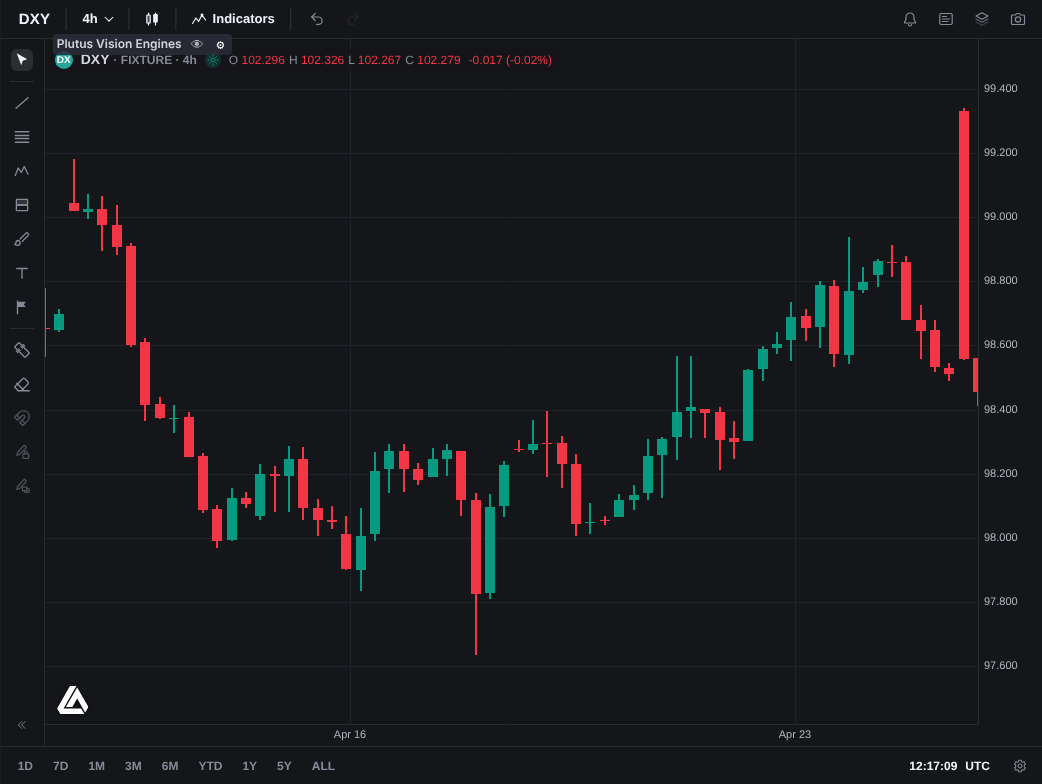 DXY 4h Indicators
Plutus Vision Engines
DX DXY · FIXTURE · 4h O 102.296 H 102.326 L 102.267 C 102.279 -0.017 (-0.02%)
99.400
99.200
99.000
98.800
98.600
98.400
98.200
98.000
97.800
97.600
Apr 16 Apr 23
1D 7D 1M 3M 6M YTD 1Y 5Y ALL 12:17:09 UTC